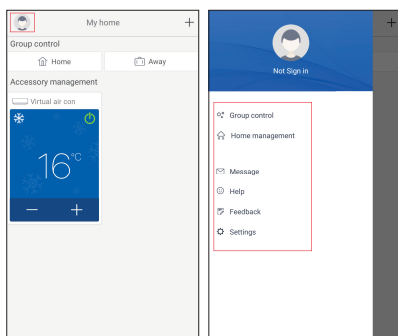 My home
Group control
Home
Away
Accessory management
Virtual air con
16°C
Not Sign in
Group control
Home management
Message
Help
Feedback
Settings